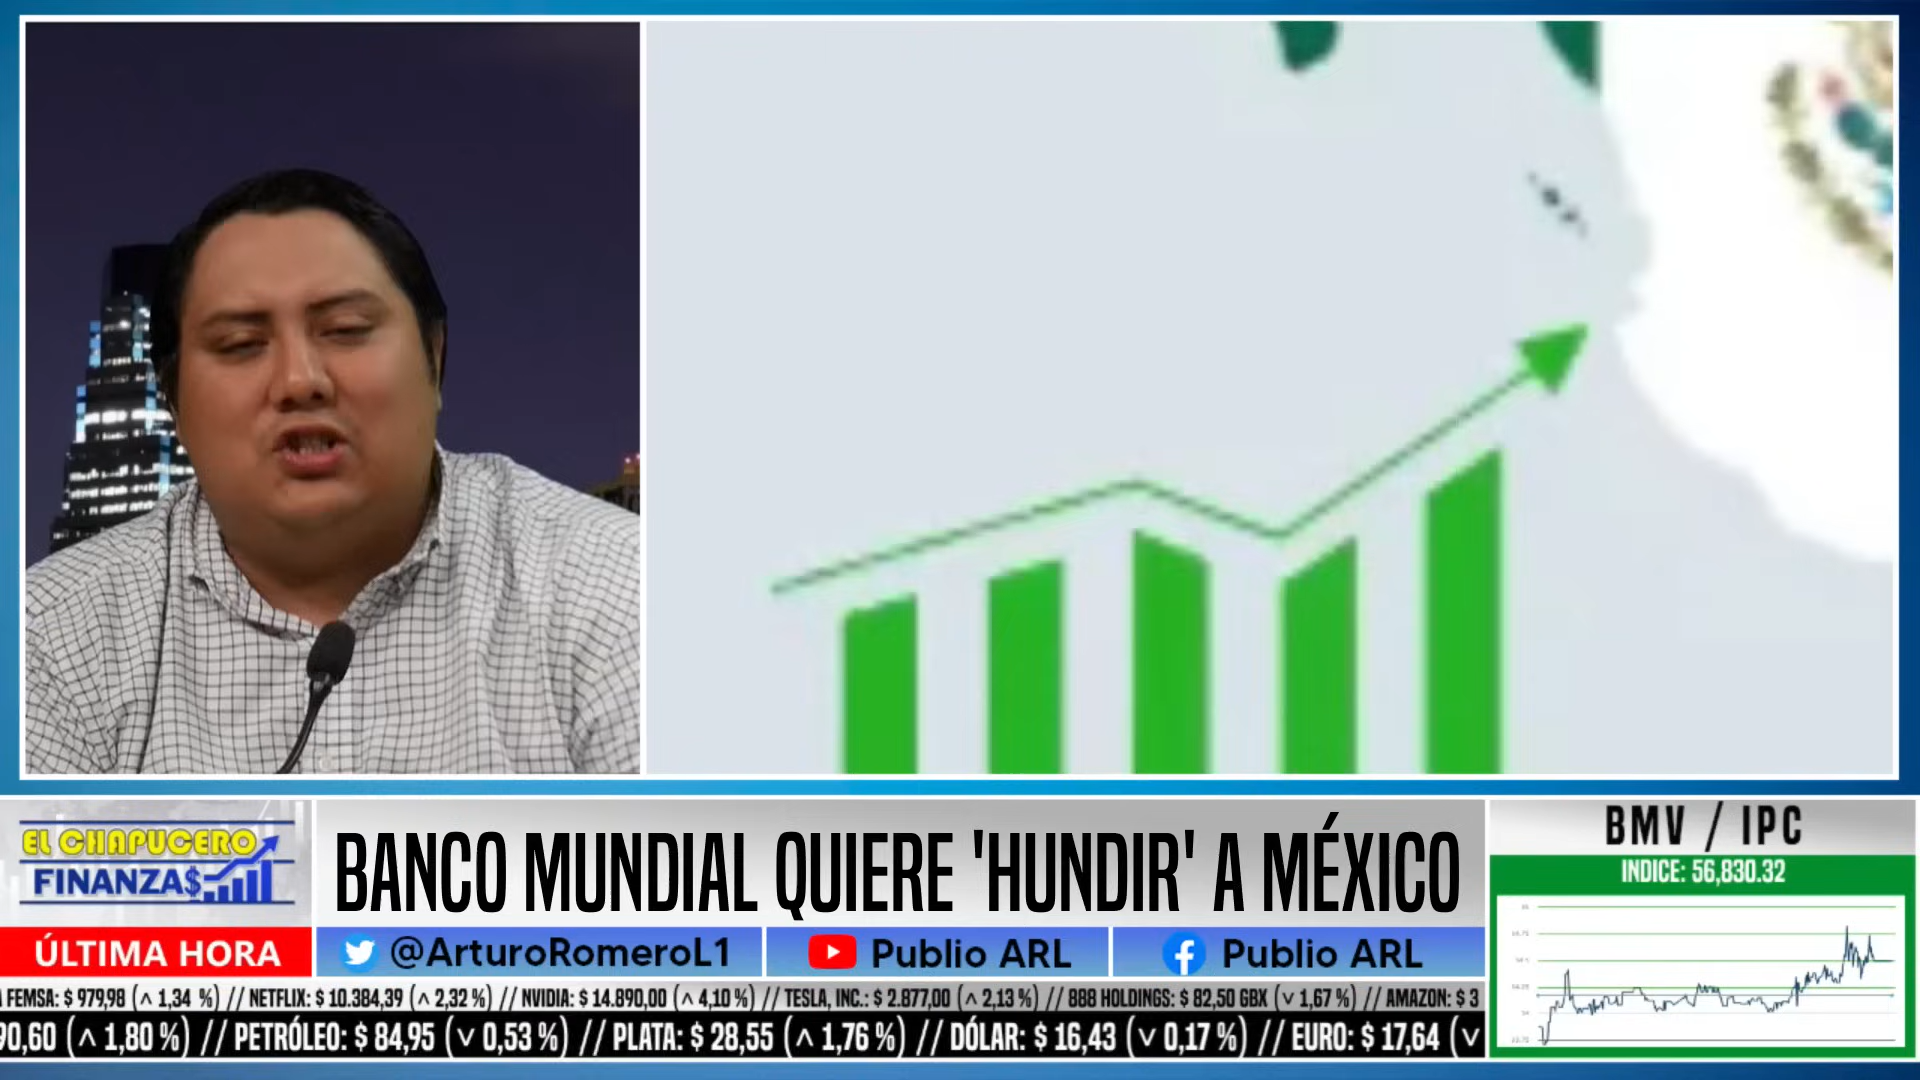 EL CHAPUCERO
FINANZA$
BANCO MUNDIAL QUIERE 'HUNDIR' A MÉXICO
BMV / IPC
INDICE: 56,830.32
ÚLTIMA HORA
@ArturoRomeroL1
Publio ARL
Publio ARL
FEMSA: $ 979,98 (^ 1,34 %) // NETFLIX: $ 10.384,39 (^ 2,32 %) // NVIDIA: $ 14.890,00 (^ 4,10 %) // TESLA, INC.: $ 2.877,00 (^ 2,13 %) // 888 HOLDINGS: $ 82,50 GBX (v 1,67 %) // AMAZON: $ 3
90,60 (^ 1,80 %) // PETRÓLEO: $ 84,95 (v 0,53 %) // PLATA: $ 28,55 (^ 1,76 %) // DÓLAR: $ 16,43 (v 0,17 %) // EURO: $ 17,64 (v